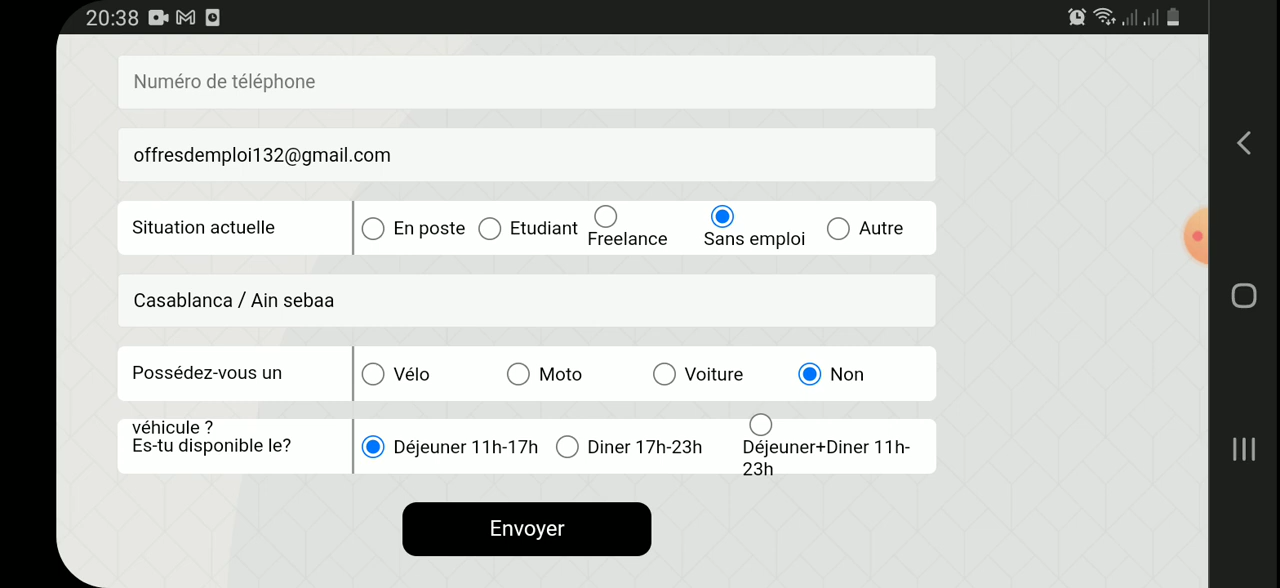 20:38
Numéro de téléphone
offresdemploi132@gmail.com
Situation actuelle En poste Etudiant Freelance Sans emploi Autre
Casablanca / Ain sebaa
Possédez-vous un véhicule ? Vélo Moto Voiture Non
Es-tu disponible le? Déjeuner 11h-17h Diner 17h-23h Déjeuner+Diner 11h-23h
Envoyer